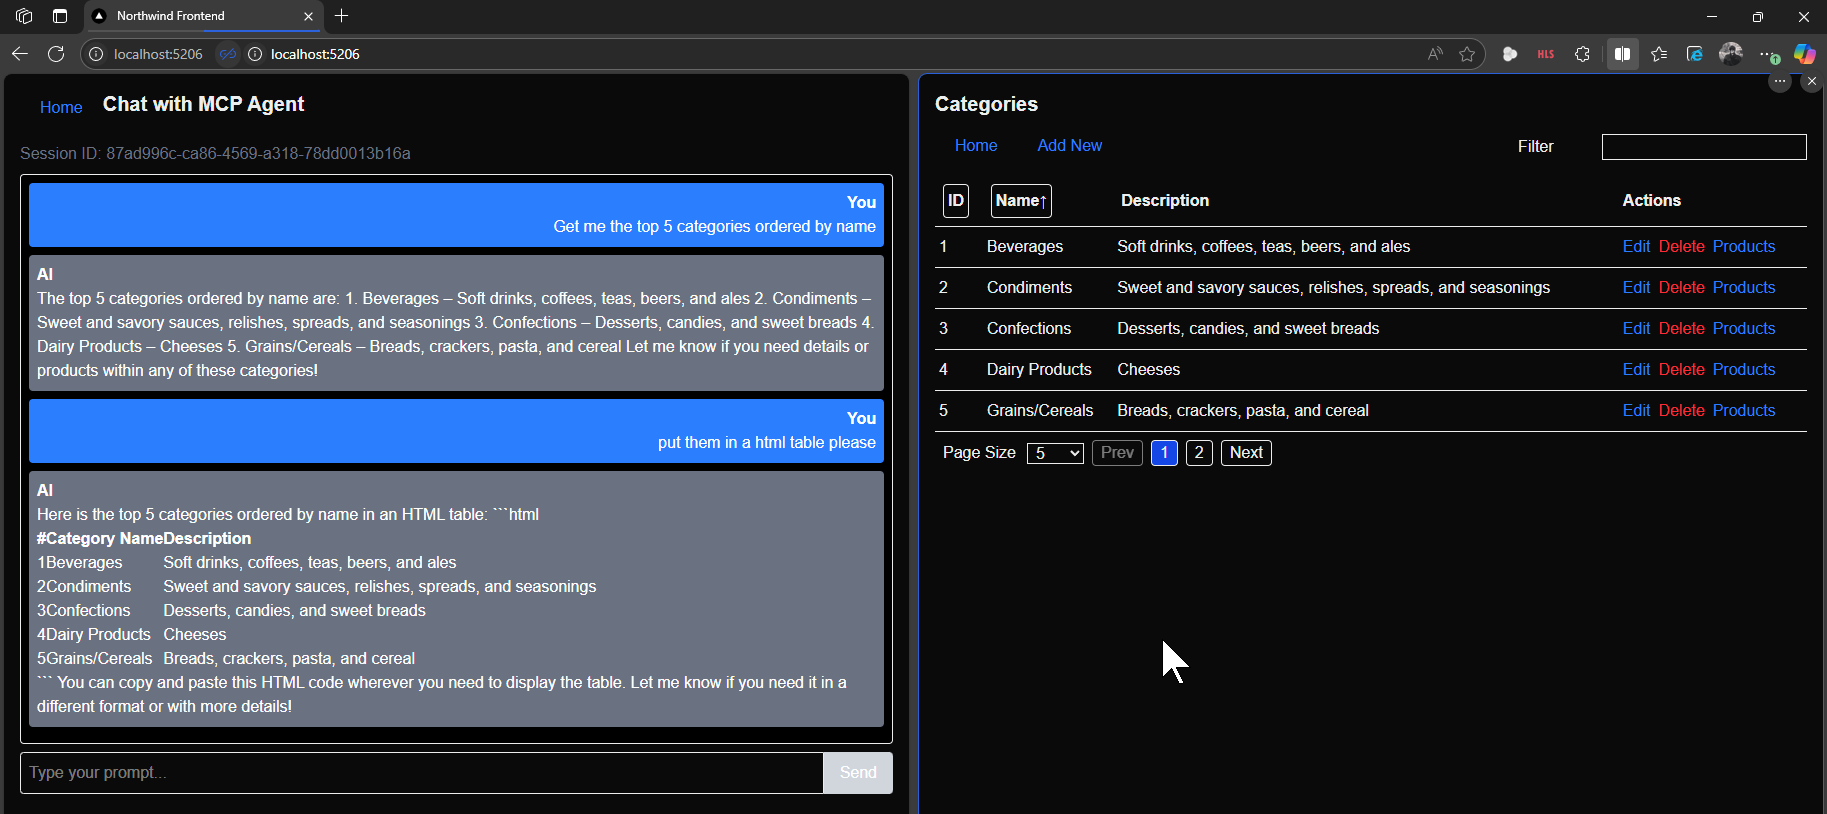 Northwind Frontend
localhost:5206
localhost:5206
HLS
Home
Chat with MCP Agent
Session ID: 87ad996c-ca86-4569-a318-78dd0013b16a
You
Get me the top 5 categories ordered by name
AI
The top 5 categories ordered by name are: 1. Beverages – Soft drinks, coffees, teas, beers, and ales 2. Condiments –
Sweet and savory sauces, relishes, spreads, and seasonings 3. Confections – Desserts, candies, and sweet breads 4.
Dairy Products – Cheeses 5. Grains/Cereals – Breads, crackers, pasta, and cereal Let me know if you need details or
products within any of these categories!
You
put them in a html table please
AI
Here is the top 5 categories ordered by name in an HTML table: ```html
#Category NameDescription
1Beverages Soft drinks, coffees, teas, beers, and ales
2Condiments Sweet and savory sauces, relishes, spreads, and seasonings
3Confections Desserts, candies, and sweet breads
4Dairy Products Cheeses
5Grains/Cereals Breads, crackers, pasta, and cereal
``` You can copy and paste this HTML code wherever you need to display the table. Let me know if you need it in a
different format or with more details!
Type your prompt...
Send
Categories
Home Add New Filter
ID Name↑ Description Actions
1 Beverages Soft drinks, coffees, teas, beers, and ales Edit Delete Products
2 Condiments Sweet and savory sauces, relishes, spreads, and seasonings Edit Delete Products
3 Confections Desserts, candies, and sweet breads Edit Delete Products
4 Dairy Products Cheeses Edit Delete Products
5 Grains/Cereals Breads, crackers, pasta, and cereal Edit Delete Products
Page Size 5 Prev 1 2 Next